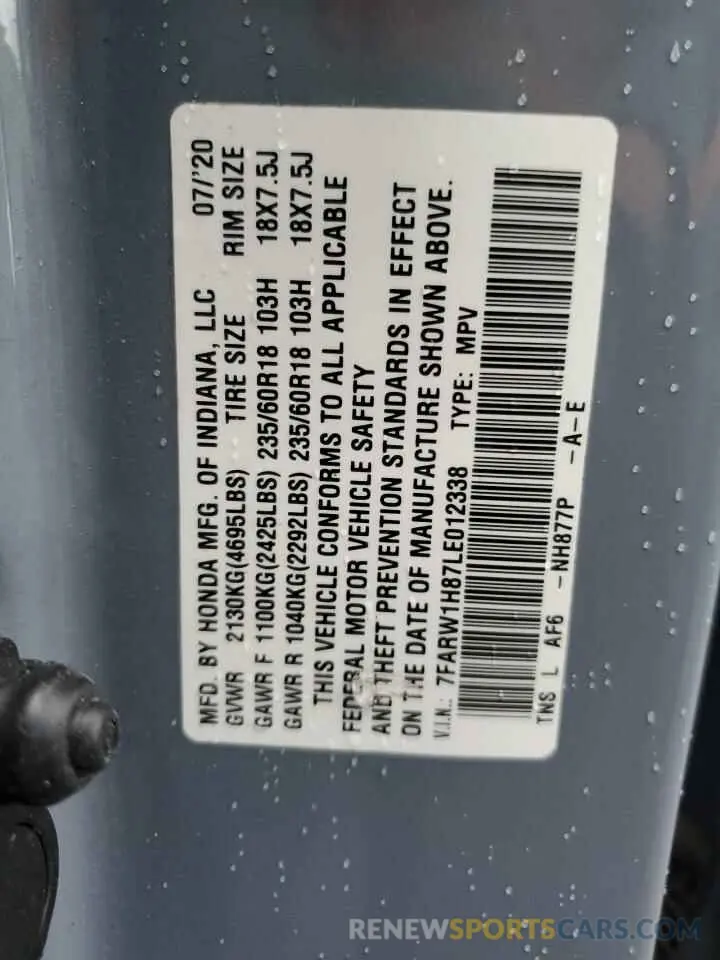 MFD. BY HONDA MFG. OF INDIANA, LLC 07/'20
GVWR 2130KG(4695LBS) TIRE SIZE RIM SIZE
GAWR F 1100KG(2425LBS) 235/60R18 103H 18X7.5J
GAWR R 1040KG(2292LBS) 235/60R18 103H 18X7.5J
THIS VEHICLE CONFORMS TO ALL APPLICABLE
FEDERAL MOTOR VEHICLE SAFETY
AND THEFT PREVENTION STANDARDS IN EFFECT
ON THE DATE OF MANUFACTURE SHOWN ABOVE.
V.I.N.: 7FARW1H87LE012338 TYPE: MPV
TNS L AF6 -NH877P -A-E
RENEWSPORTSCARS.COM